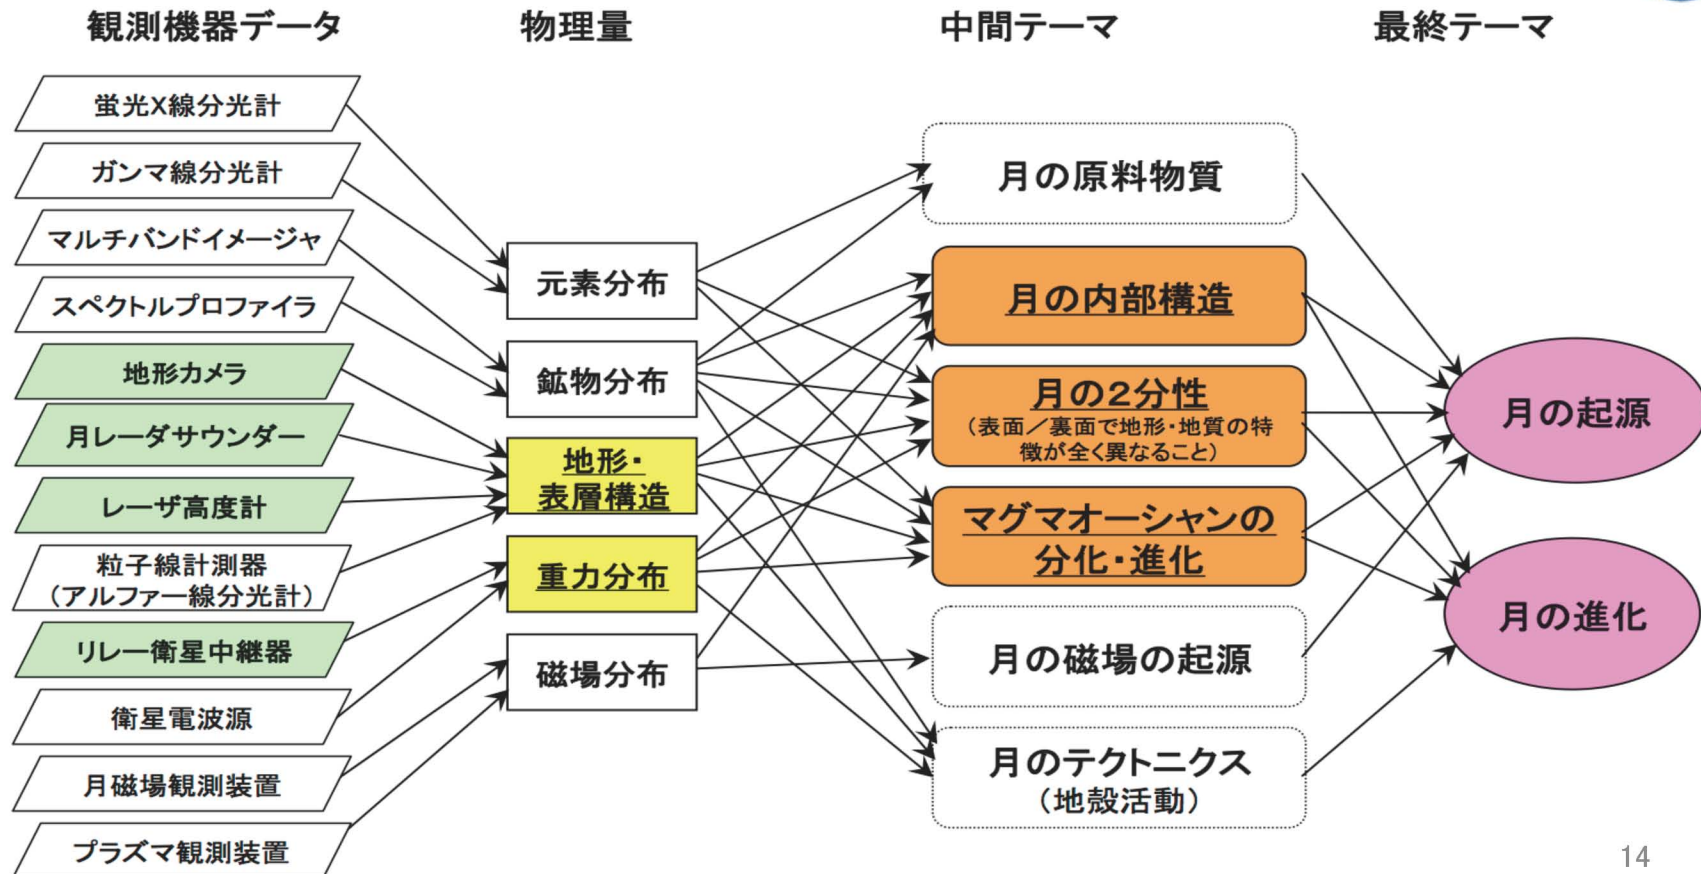 観測機器データ
物理量
中間テーマ
最終テーマ
蛍光X線分光計
ガンマ線分光計
マルチバンドイメージャ
スペクトルプロファイラ
地形カメラ
月レーダサウンダー
レーザ高度計
粒子線計測器
（アルファー線分光計）
リレー衛星中継器
衛星電波源
月磁場観測装置
プラズマ観測装置
元素分布
鉱物分布
地形・
表層構造
重力分布
磁場分布
月の原料物質
月の内部構造
月の2分性
（表面／裏面で地形・地質の特
徴が全く異なること）
マグマオーシャンの
分化・進化
月の磁場の起源
月のテクトニクス
（地殻活動）
月の起源
月の進化
14